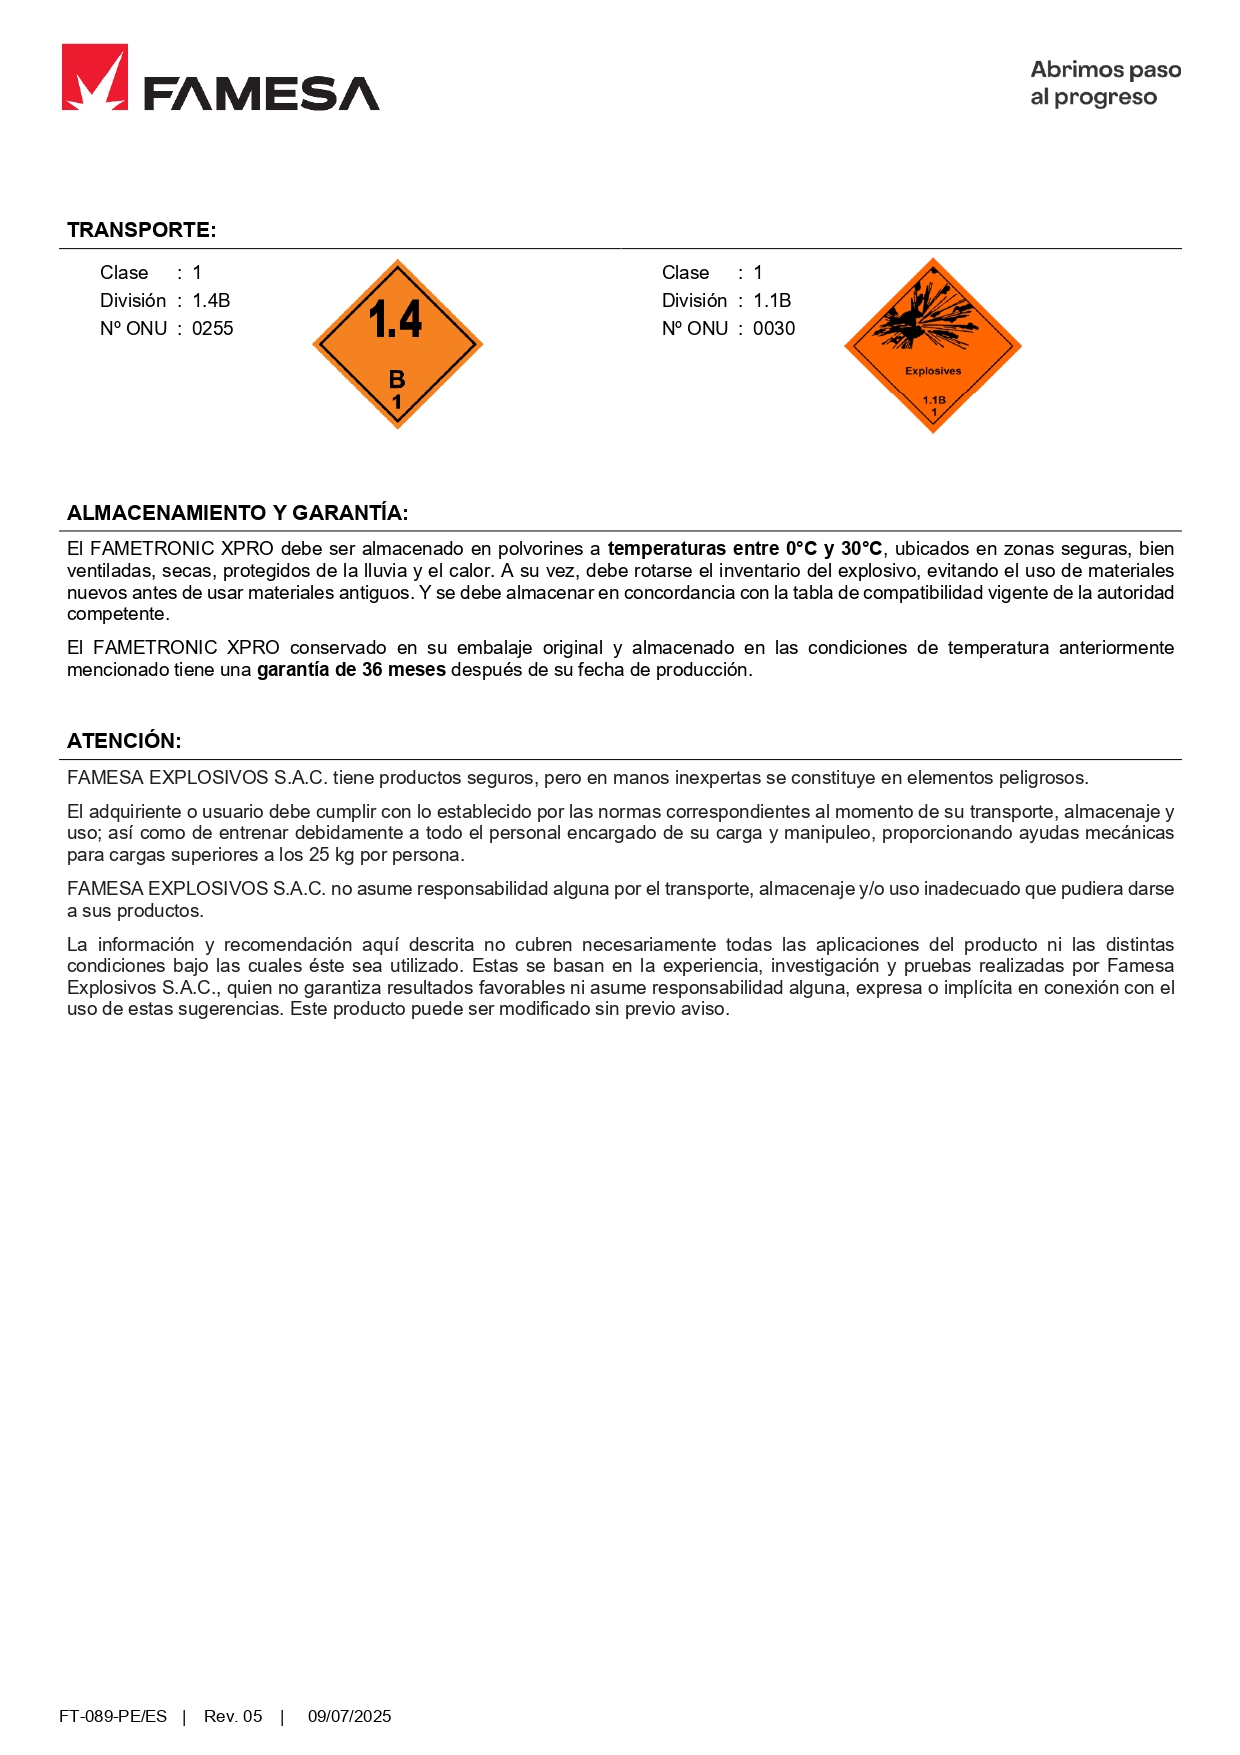 FAMESA
Abrimos paso
al progreso
TRANSPORTE:
Clase : 1
División : 1.4B
Nº ONU : 0255
1.4
B
1
Clase : 1
División : 1.1B
Nº ONU : 0030
Explosives
1.1B
1
ALMACENAMIENTO Y GARANTÍA:
El FAMETRONIC XPRO debe ser almacenado en polvorines a temperaturas entre 0°C y 30°C, ubicados en zonas seguras, bien
ventiladas, secas, protegidos de la lluvia y el calor. A su vez, debe rotarse el inventario del explosivo, evitando el uso de materiales
nuevos antes de usar materiales antiguos. Y se debe almacenar en concordancia con la tabla de compatibilidad vigente de la autoridad
competente.
El FAMETRONIC XPRO conservado en su embalaje original y almacenado en las condiciones de temperatura anteriormente
mencionado tiene una garantía de 36 meses después de su fecha de producción.
ATENCIÓN:
FAMESA EXPLOSIVOS S.A.C. tiene productos seguros, pero en manos inexpertas se constituye en elementos peligrosos.
El adquiriente o usuario debe cumplir con lo establecido por las normas correspondientes al momento de su transporte, almacenaje y
uso; así como de entrenar debidamente a todo el personal encargado de su carga y manipuleo, proporcionando ayudas mecánicas
para cargas superiores a los 25 kg por persona.
FAMESA EXPLOSIVOS S.A.C. no asume responsabilidad alguna por el transporte, almacenaje y/o uso inadecuado que pudiera darse
a sus productos.
La información y recomendación aquí descrita no cubren necesariamente todas las aplicaciones del producto ni las distintas
condiciones bajo las cuales éste sea utilizado. Estas se basan en la experiencia, investigación y pruebas realizadas por Famesa
Explosivos S.A.C., quien no garantiza resultados favorables ni asume responsabilidad alguna, expresa o implícita en conexión con el
uso de estas sugerencias. Este producto puede ser modificado sin previo aviso.
FT-089-PE/ES | Rev. 05 | 09/07/2025